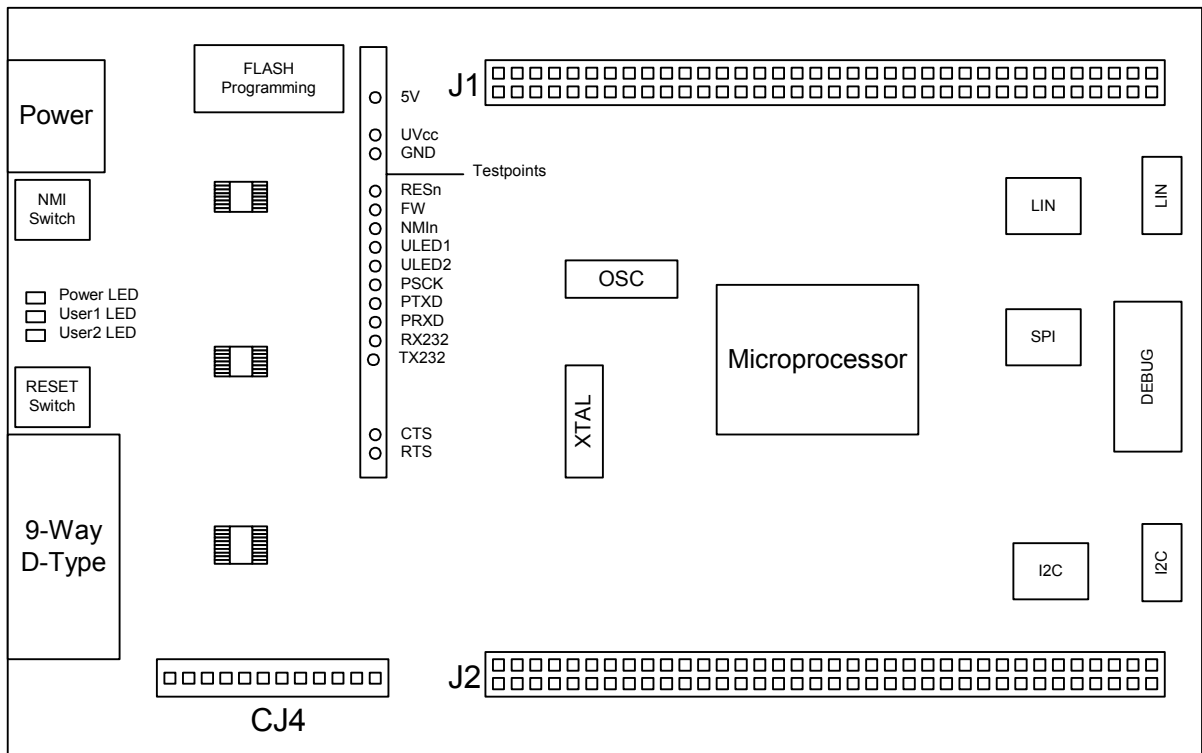 FLASH
Programming
J1
Power
5V
UVcc
GND
Testpoints
NMI
Switch
RESn
FW
NMIn
ULED1
ULED2
PSCK
PTXD
PRXD
RX232
TX232
CTS
RTS
LIN
LIN
OSC
Power LED
User1 LED
User2 LED
Microprocessor
SPI
DEBUG
RESET
Switch
XTAL
9-Way
D-Type
I2C
I2C
J2
CJ4